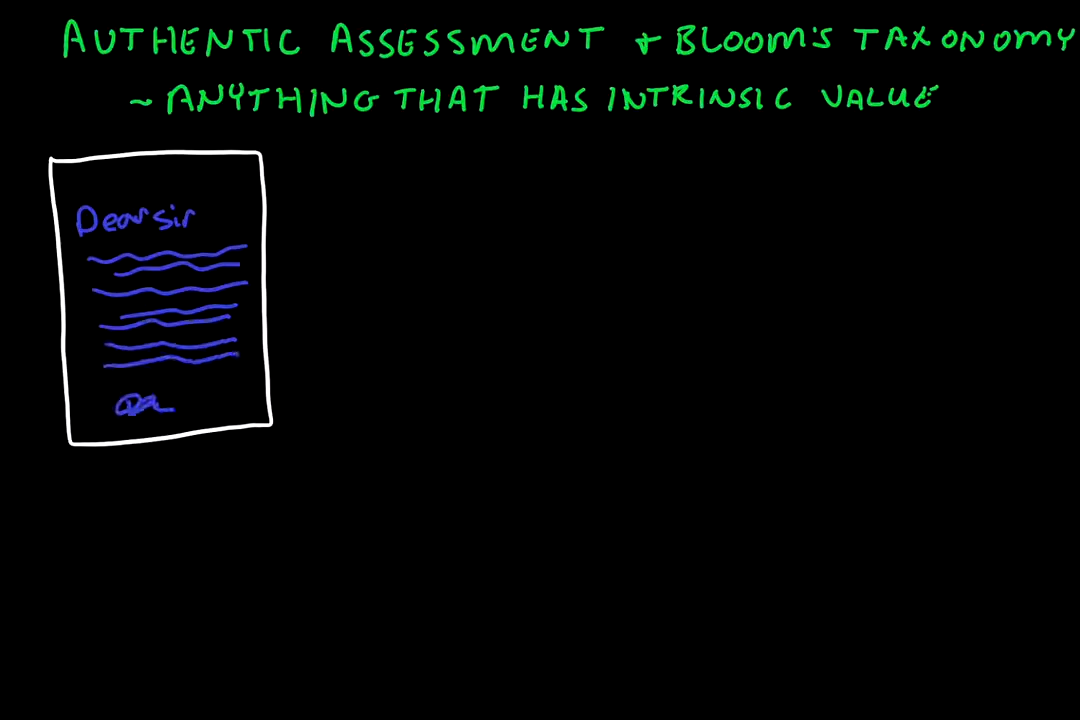 AUTHENTIC ASSESSMENT + BLOOM'S TAXONOMY
~ ANYTHING THAT HAS INTRINSIC VALUE
Dear Sir